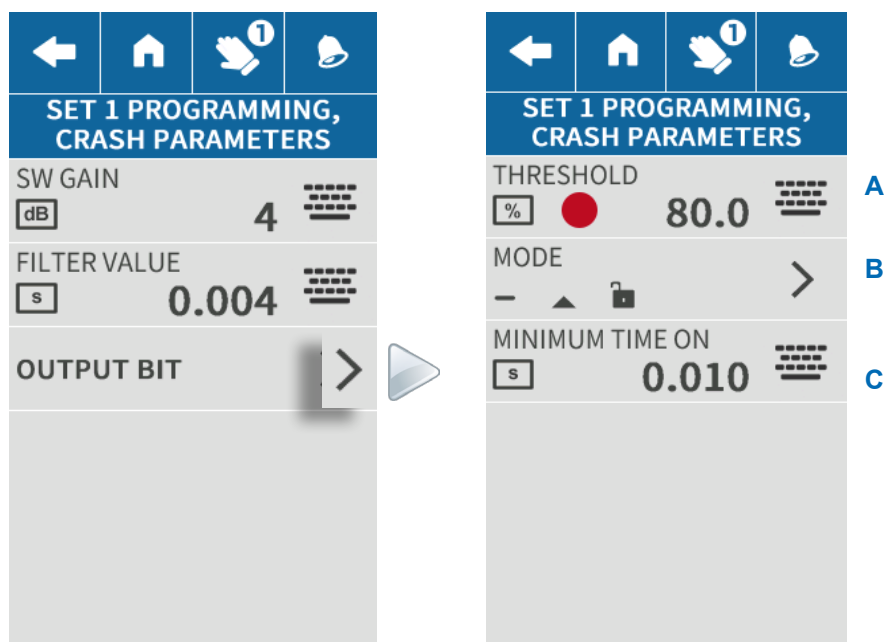 1
SET 1 PROGRAMMING,
CRASH PARAMETERS
SW GAIN
dB
4
FILTER VALUE
s
0.004
OUTPUT BIT
1
SET 1 PROGRAMMING,
CRASH PARAMETERS
THRESHOLD
%
80.0
A
MODE
B
MINIMUM TIME ON
s
0.010
C